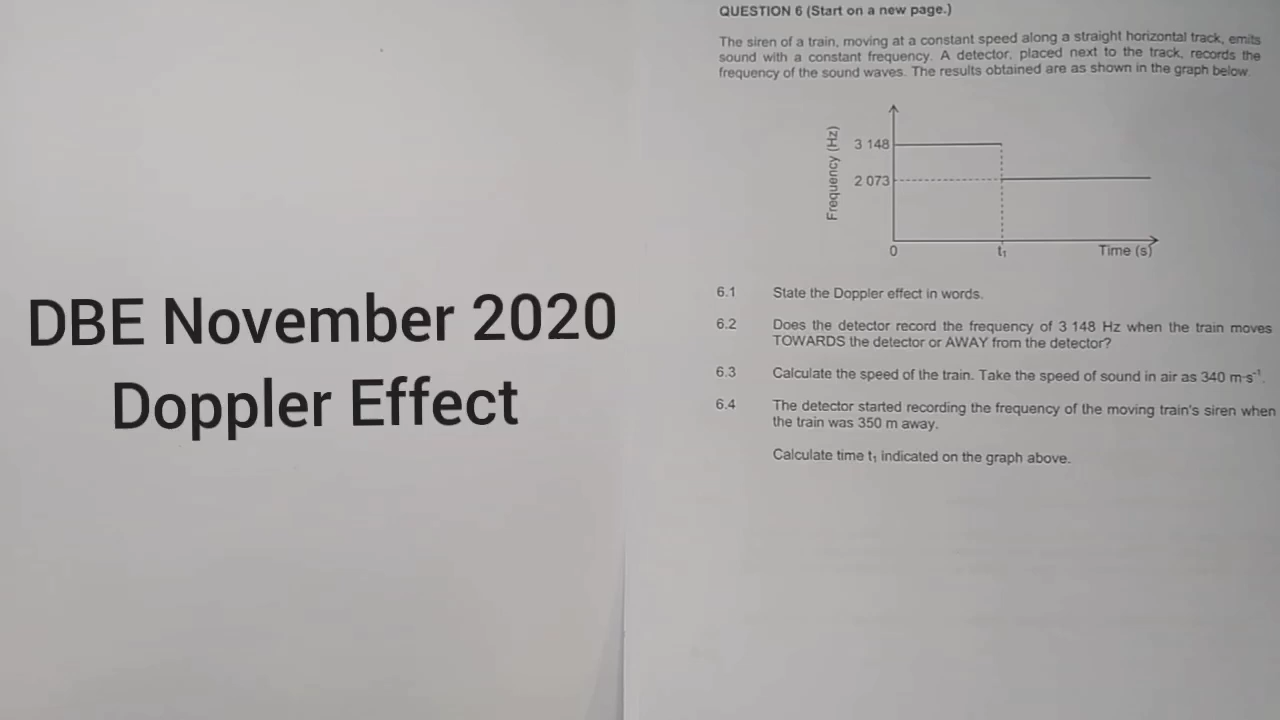 DBE November 2020
Doppler Effect
QUESTION 6 (Start on a new page.)
The siren of a train, moving at a constant speed along a straight horizontal track, emits
sound with a constant frequency. A detector, placed next to the track, records the
frequency of the sound waves. The results obtained are as shown in the graph below.
Frequency (Hz)
3 148
2 073
0
t₁
Time (s)
6.1 State the Doppler effect in words.
6.2 Does the detector record the frequency of 3 148 Hz when the train moves
TOWARDS the detector or AWAY from the detector?
6.3 Calculate the speed of the train. Take the speed of sound in air as 340 m·s⁻¹.
6.4 The detector started recording the frequency of the moving train's siren when
the train was 350 m away.
Calculate time t₁ indicated on the graph above.